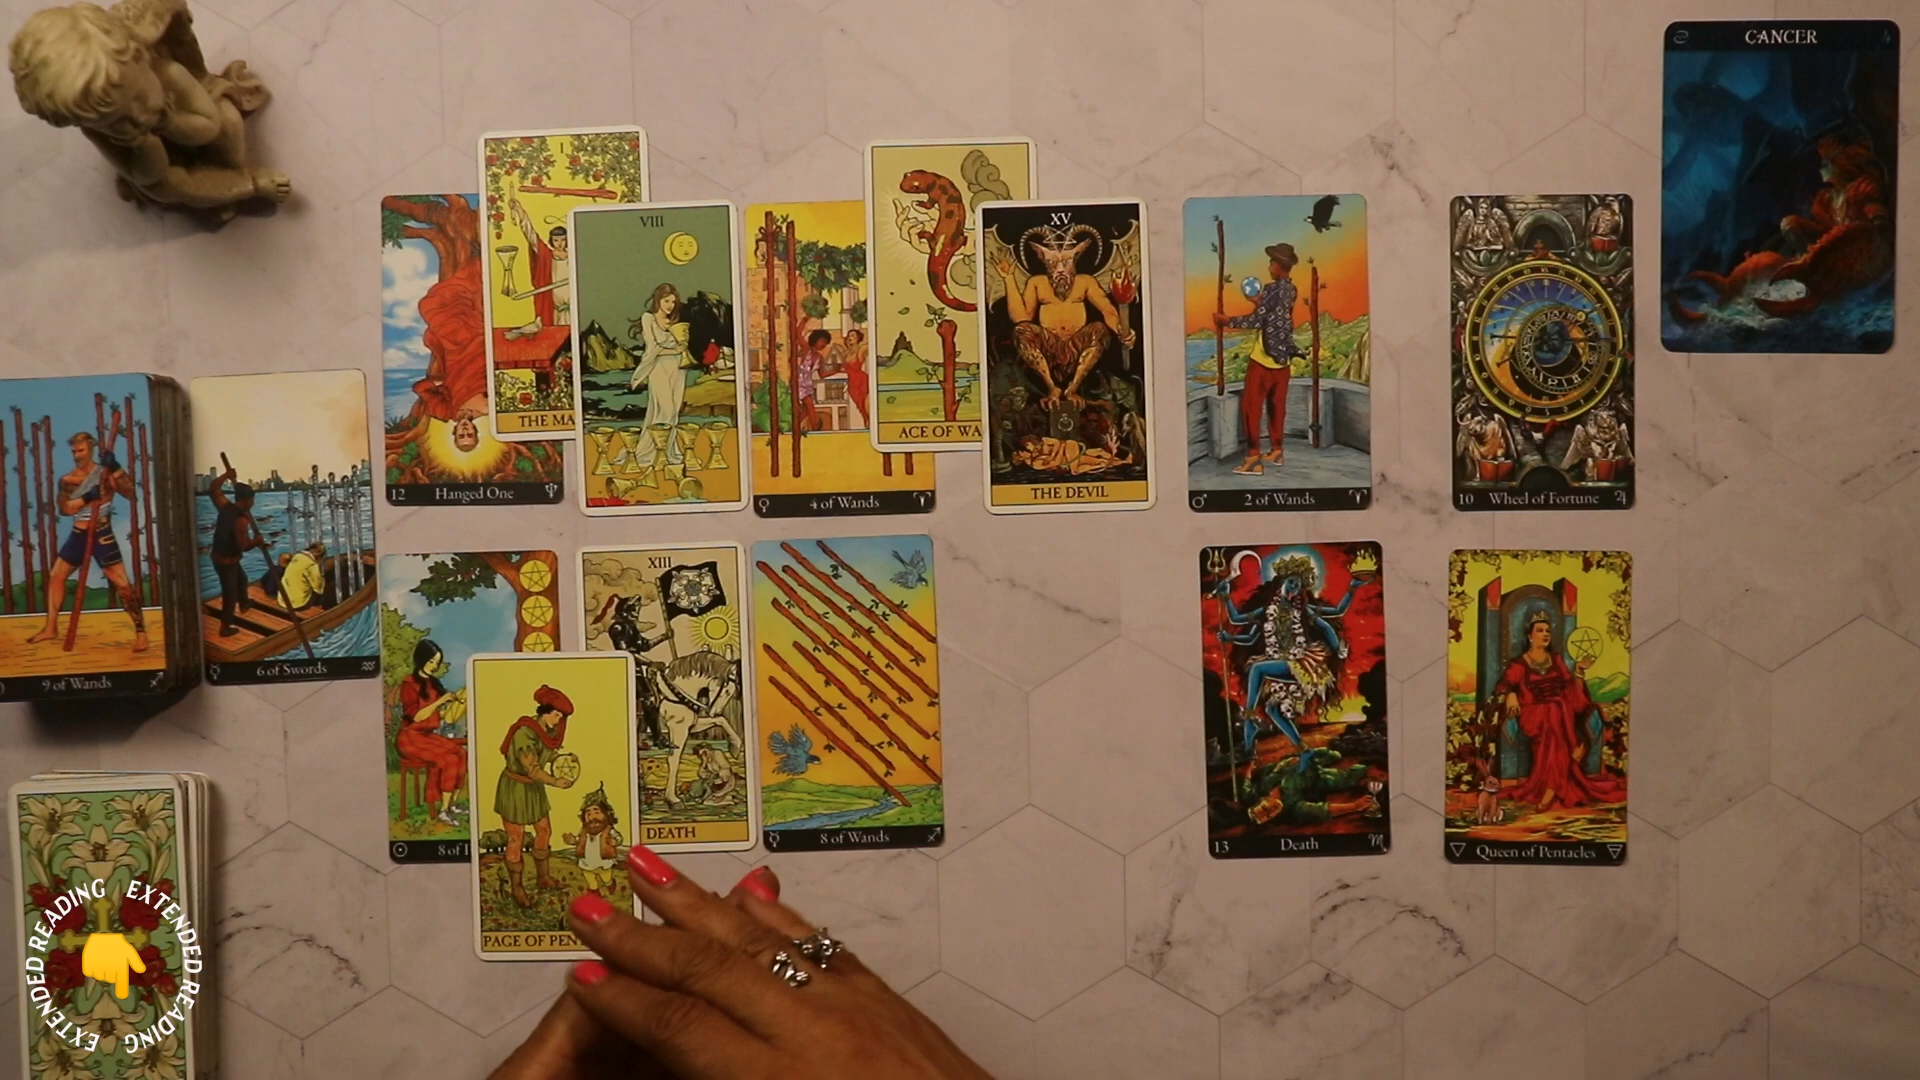 CANCER
I
THE MA
VIII
12 Hanged One
4 of Wands
ACE OF WA
XV
THE DEVIL
2 of Wands
10 Wheel of Fortune
9 of Wands
6 of Swords
8 of
XIII
DEATH
PAGE OF PEN
8 of Wands
13 Death
Queen of Pentacles
EXTENDED READING EXTENDED READING